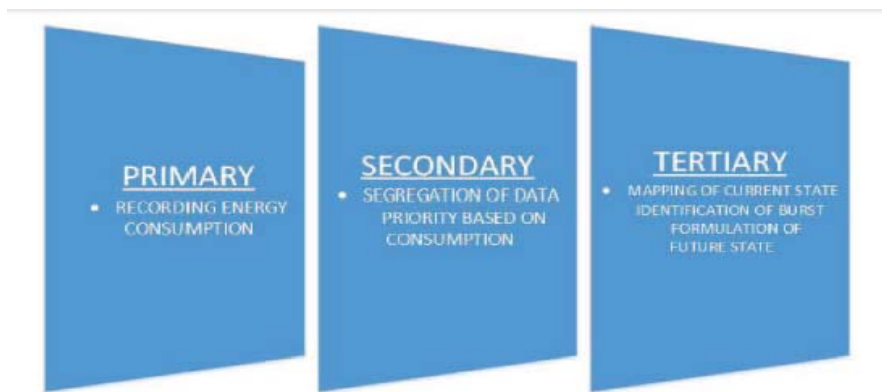 PRIMARY
• RECORDING ENERGY
CONSUMPTION
SECONDARY
• SEGREGATION OF DATA
PRIORITY BASED ON
CONSUMPTION
TERTIARY
• MAPPING OF CURRENT STATE
IDENTIFICATION OF BURST
FORMULATION OF
FUTURE STATE